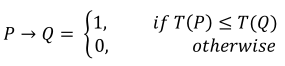 P → Q = { 1, if T(P) ≤ T(Q)
0, otherwise